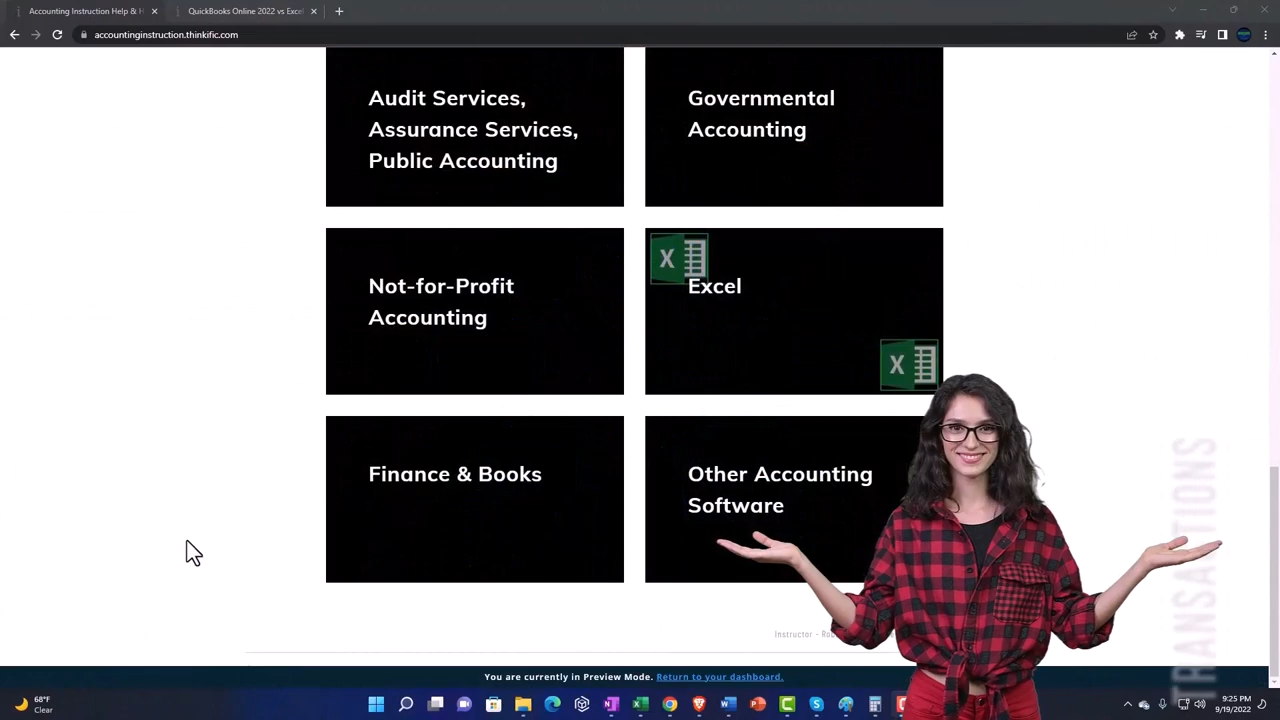 Accounting Instruction Help & H
QuickBooks Online 2022 vs Excel
accountinginstruction.thinkific.com
Audit Services,
Assurance Services,
Public Accounting
Governmental
Accounting
Not-for-Profit
Accounting
X
Excel
X
Finance & Books
Other Accounting
Software
Instructor -
You are currently in Preview Mode. Return to your dashboard.
68°F
Clear
9:25 PM
9/19/2022